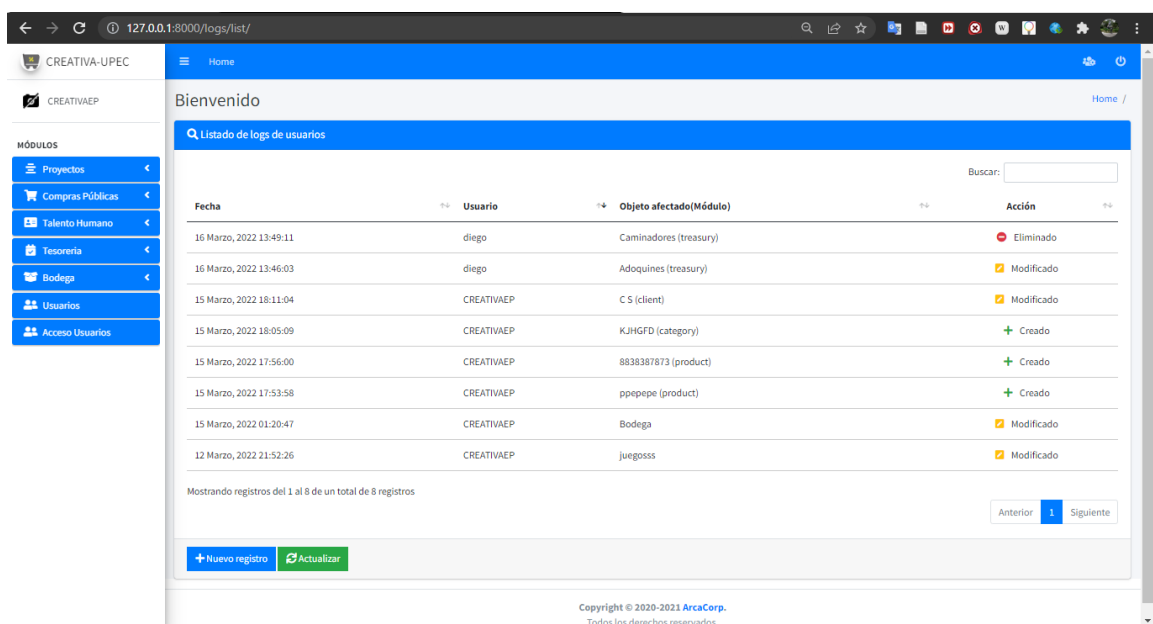 127.0.0.1:8000/logs/list/
CREATIVA-UPEC
Home
CREATIVAEP
Bienvenido
Home /
MÓDULOS
Proyectos
Compras Públicas
Talento Humano
Tesoreria
Bodega
Usuarios
Acceso Usuarios
Listado de logs de usuarios
Buscar:
Fecha Usuario Objeto afectado(Módulo) Acción
16 Marzo, 2022 13:49:11 diego Caminadores (treasury) Eliminado
16 Marzo, 2022 13:46:03 diego Adoquines (treasury) Modificado
15 Marzo, 2022 18:11:04 CREATIVAEP C S (client) Modificado
15 Marzo, 2022 18:05:09 CREATIVAEP KJHGFD (category) Creado
15 Marzo, 2022 17:56:00 CREATIVAEP 8838387873 (product) Creado
15 Marzo, 2022 17:53:58 CREATIVAEP ppepepe (product) Creado
15 Marzo, 2022 01:20:47 CREATIVAEP Bodega Modificado
12 Marzo, 2022 21:52:26 CREATIVAEP juegosss Modificado
Mostrando registros del 1 al 8 de un total de 8 registros
Anterior 1 Siguiente
Nuevo registro Actualizar
Copyright © 2020-2021 ArcaCorp.
Todos los derechos reservados